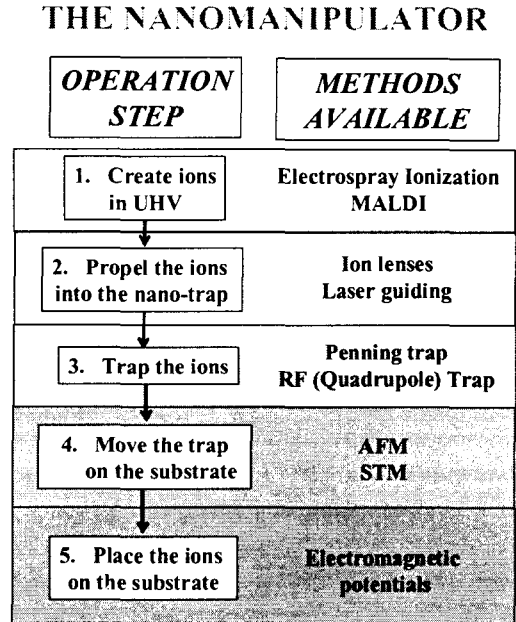 THE NANOMANIPULATOR
OPERATION STEP
METHODS AVAILABLE
1. Create ions in UHV
Electrospray Ionization
MALDI
2. Propel the ions into the nano-trap
Ion lenses
Laser guiding
3. Trap the ions
Penning trap
RF (Quadrupole) Trap
4. Move the trap on the substrate
AFM
STM
5. Place the ions on the substrate
Electromagnetic potentials